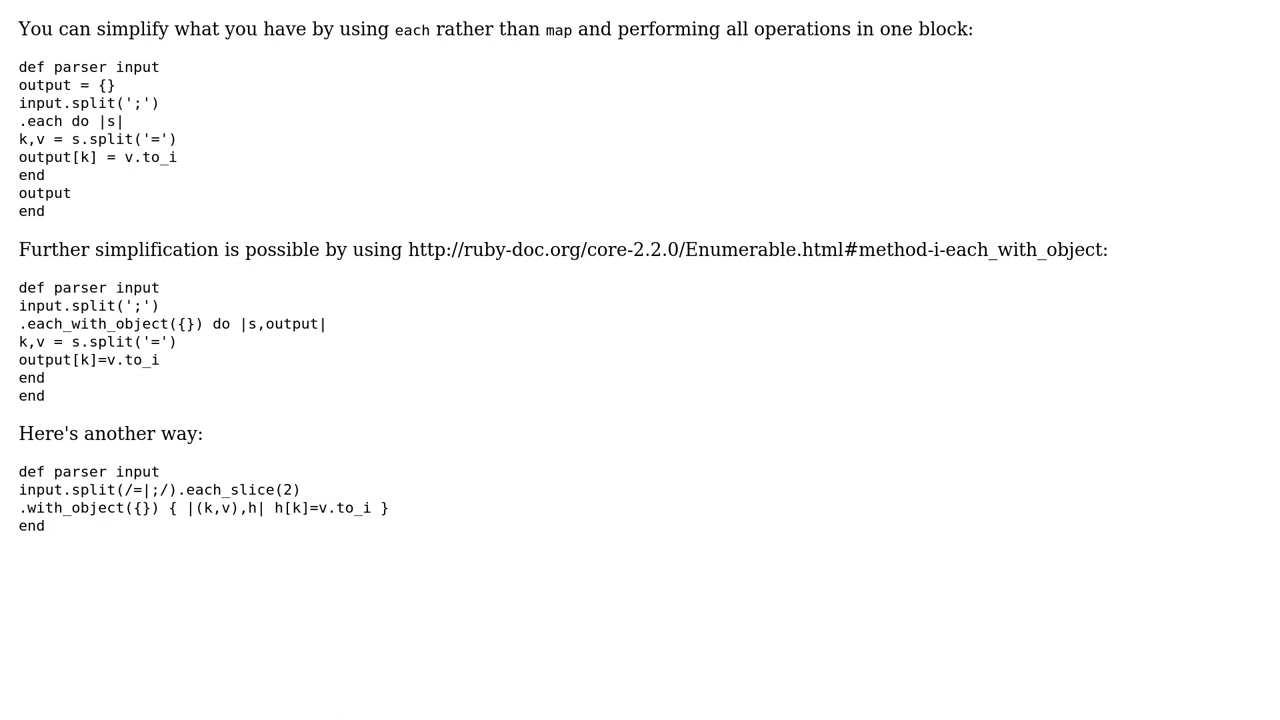 You can simplify what you have by using each rather than map and performing all operations in one block:
def parser input
output = {}
input.split(';')
.each do |s|
k,v = s.split('=')
output[k] = v.to_i
end
output
end
Further simplification is possible by using http://ruby-doc.org/core-2.2.0/Enumerable.html#method-i-each_with_object:
def parser input
input.split(';')
.each_with_object({}) do |s,output|
k,v = s.split('=')
output[k]=v.to_i
end
end
Here's another way:
def parser input
input.split(/=|;/).each_slice(2)
.with_object({}) { |(k,v),h| h[k]=v.to_i }
end